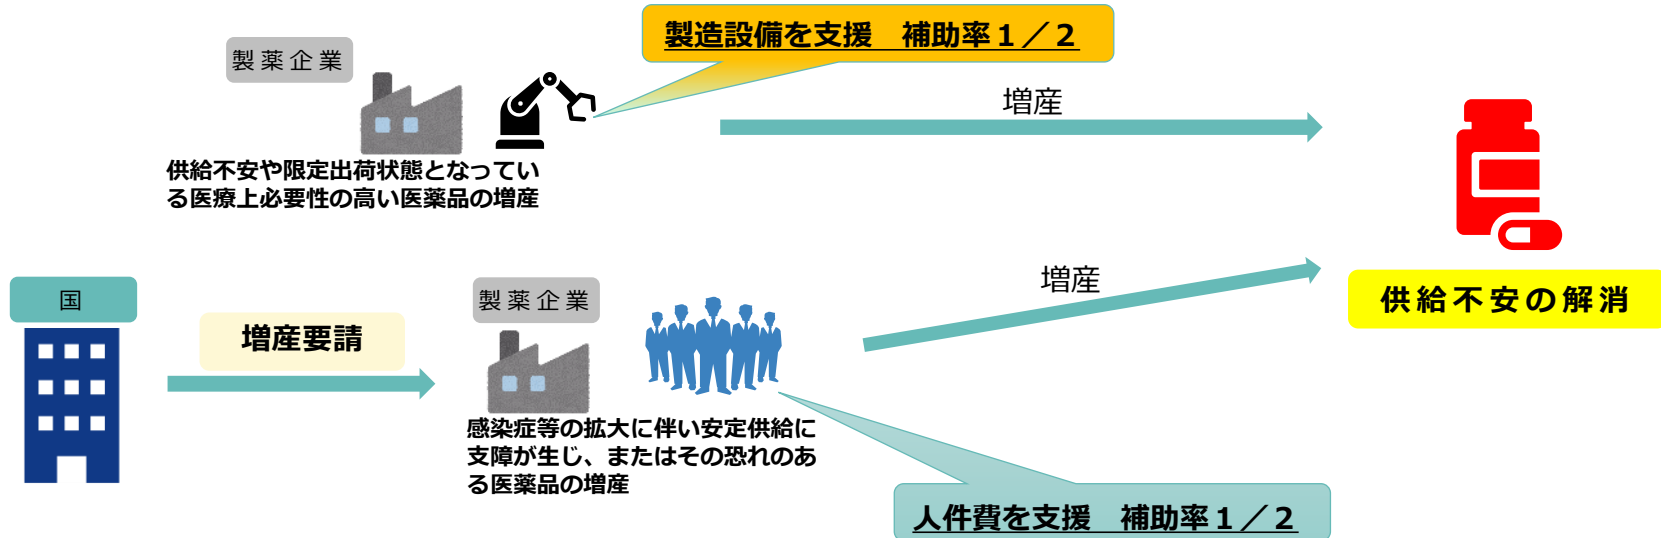 製造設備を支援　補助率１／２
製薬企業
増産
供給不安や限定出荷状態となってい
る医療上必要性の高い医薬品の増産
国
増産要請
製薬企業
増産
供給不安の解消
感染症等の拡大に伴い安定供給に
支障が生じ、またはその恐れのあ
る医薬品の増産
人件費を支援　補助率１／２